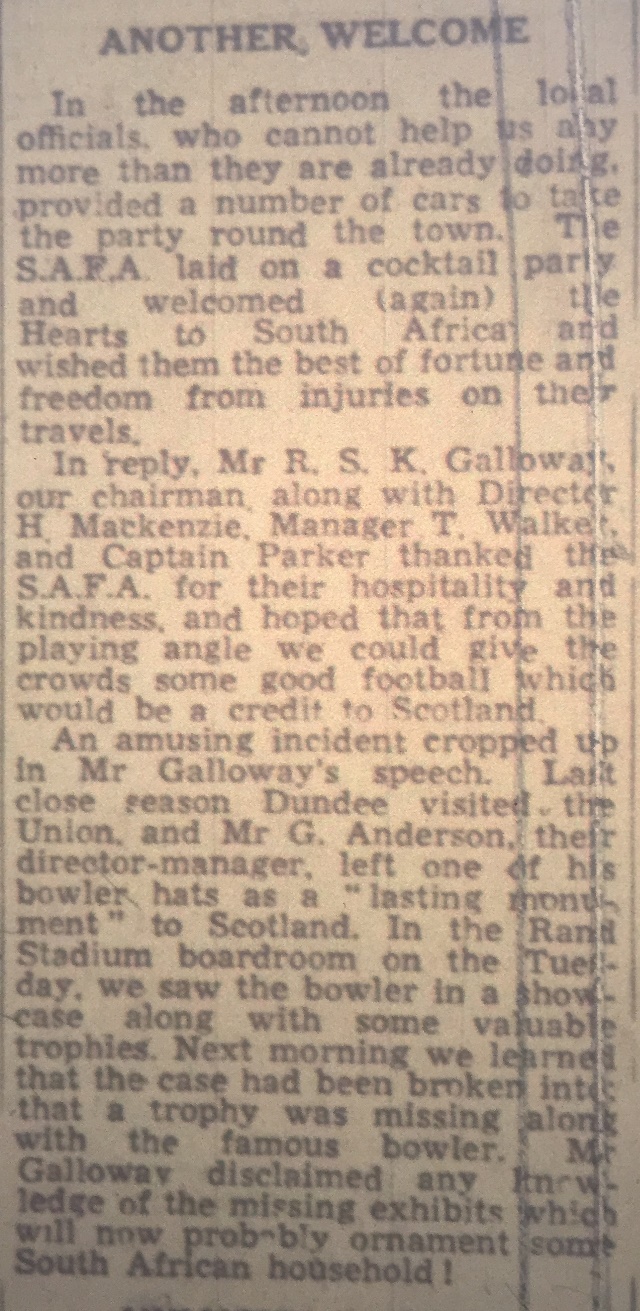 ANOTHER WELCOME
In the afternoon the local
officials, who cannot help us any
more than they are already doing,
provided a number of cars to take
the party round the town. The
S.A.F.A. laid on a cocktail party
and welcomed (again) the
Hearts to South Africa and
wished them the best of fortune and
freedom from injuries on their
travels.
In reply, Mr R. S. K. Galloway,
our chairman along with Director
H. Mackenzie, Manager T. Walker,
and Captain Parker thanked the
S.A.F.A. for their hospitality and
kindness, and hoped that from the
playing angle we could give the
crowds some good football which
would be a credit to Scotland.
An amusing incident cropped up
in Mr Galloway's speech. Last
close season Dundee visited the
Union, and Mr G. Anderson, their
director-manager, left one of his
bowler hats as a "lasting monu-
ment" to Scotland. In the Rand
Stadium boardroom on the Tues-
day, we saw the bowler in a show-
case along with some valuable
trophies. Next morning we learned
that the case had been broken into
that a trophy was missing along
with the famous bowler. Mr
Galloway disclaimed any know-
ledge of the missing exhibits which
will now probably ornament some
South African household!